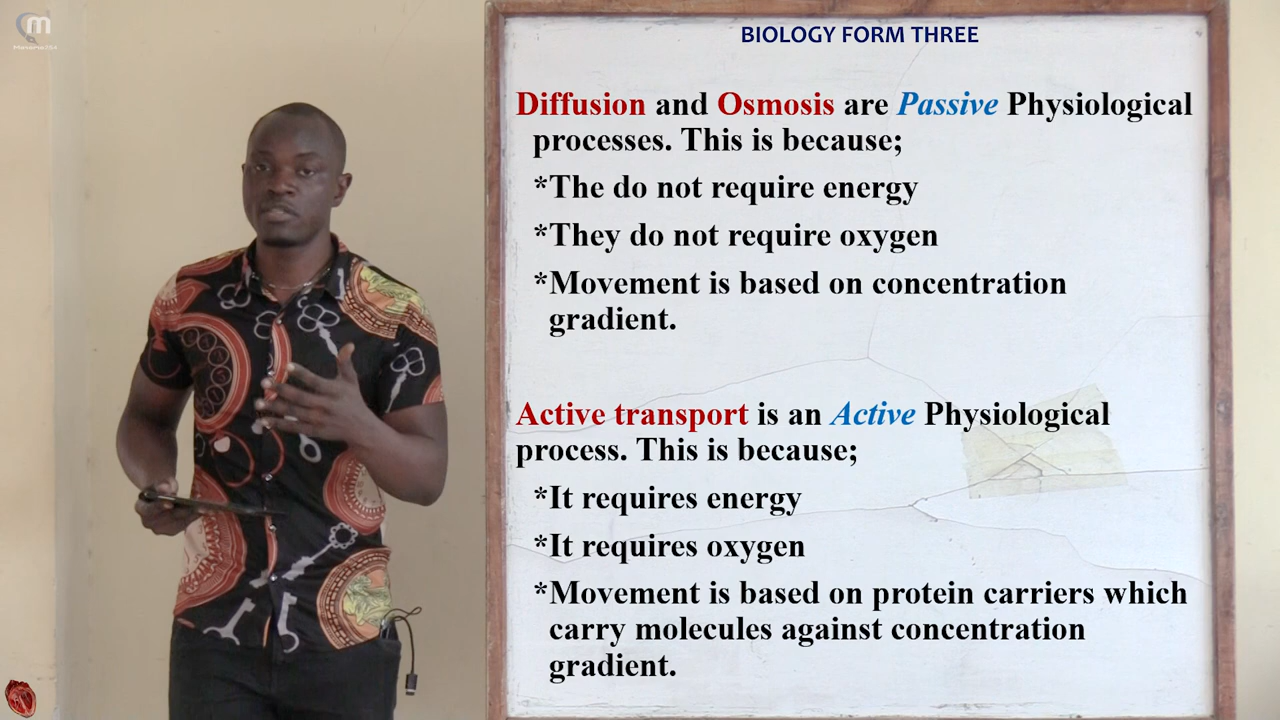 BIOLOGY FORM THREE
Diffusion and Osmosis are Passive Physiological
processes. This is because;
*The do not require energy
*They do not require oxygen
*Movement is based on concentration
gradient.
Active transport is an Active Physiological
process. This is because;
*It requires energy
*It requires oxygen
*Movement is based on protein carriers which
carry molecules against concentration
gradient.